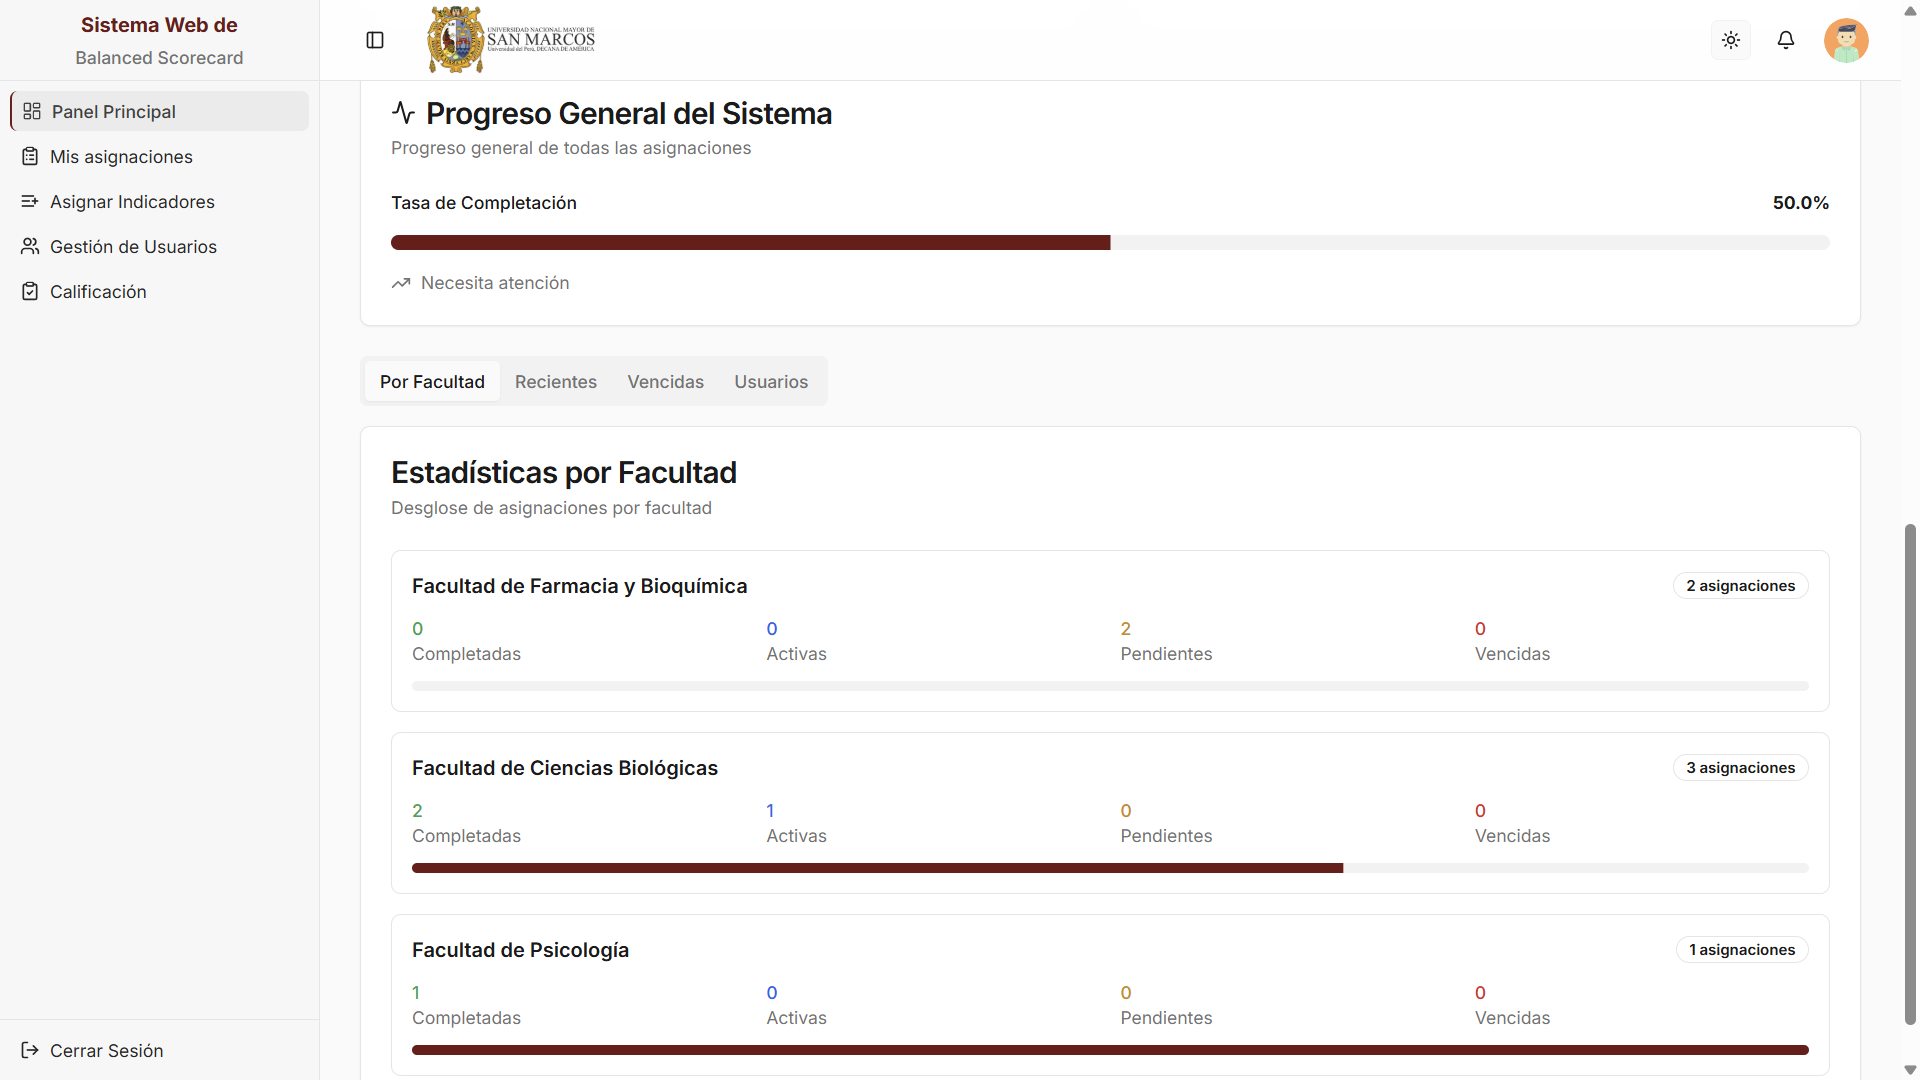 Sistema Web de
Balanced Scorecard
Panel Principal
Mis asignaciones
Asignar Indicadores
Gestión de Usuarios
Calificación
Cerrar Sesión
UNIVERSIDAD NACIONAL MAYOR DE
SAN MARCOS
Universidad del Perú, DECANA DE AMÉRICA
Progreso General del Sistema
Progreso general de todas las asignaciones
Tasa de Completación
50.0%
Necesita atención
Por Facultad
Recientes
Vencidas
Usuarios
Estadísticas por Facultad
Desglose de asignaciones por facultad
Facultad de Farmacia y Bioquímica
2 asignaciones
0
Completadas
0
Activas
2
Pendientes
0
Vencidas
Facultad de Ciencias Biológicas
3 asignaciones
2
Completadas
1
Activas
0
Pendientes
0
Vencidas
Facultad de Psicología
1 asignaciones
1
Completadas
0
Activas
0
Pendientes
0
Vencidas